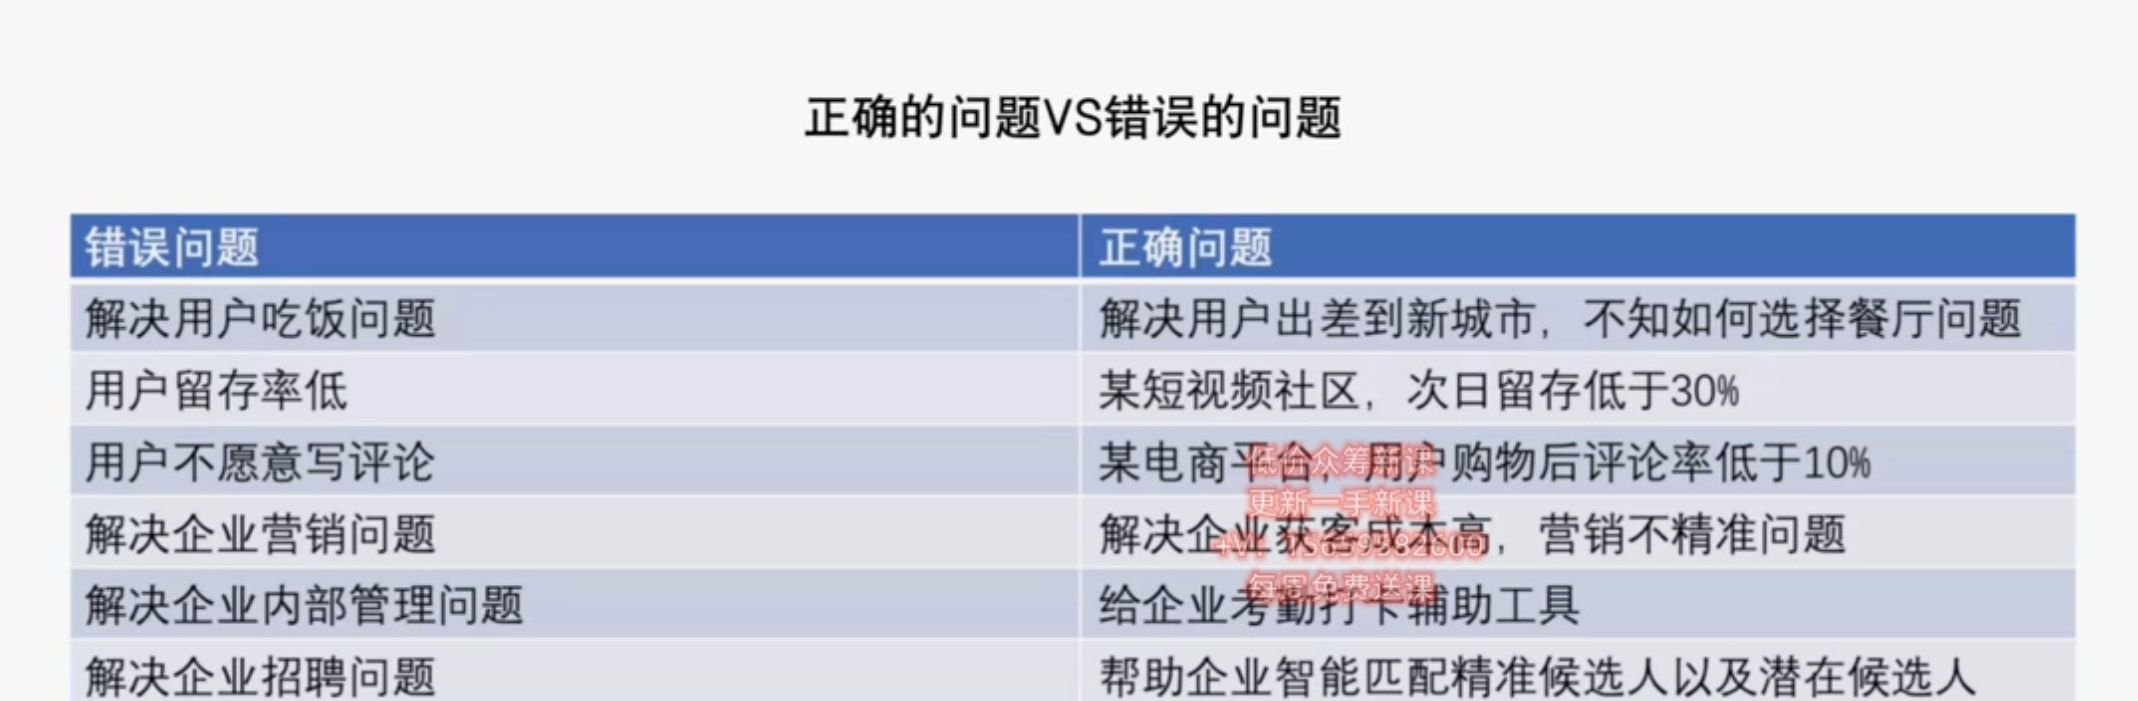 正确的问题VS错误的问题
错误问题
正确问题
解决用户吃饭问题
解决用户出差到新城市，不知如何选择餐厅问题
用户留存率低
某短视频社区，次日留存低于30%
用户不愿意写评论
某电商平台，用户购物后评论率低于10%
解决企业营销问题
解决企业获客成本高，营销不精准问题
解决企业内部管理问题
给企业考勤打卡辅助工具
解决企业招聘问题
帮助企业智能匹配精准候选人以及潜在候选人
低价众筹新课
更新一手新课
每周免费送课